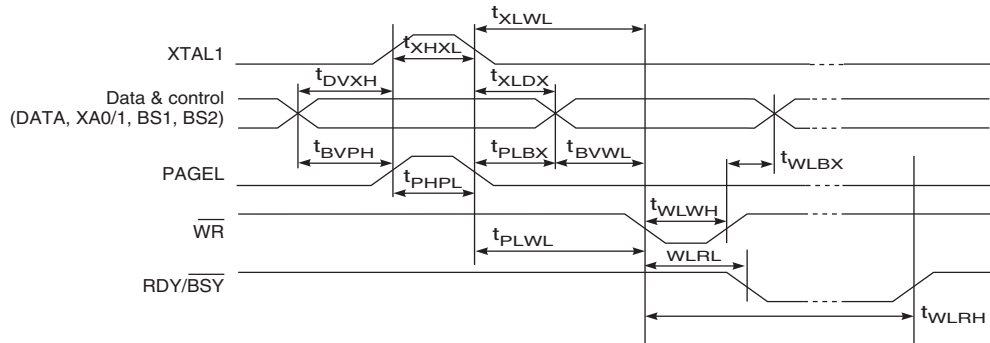 tXLWL
XTAL1
tXHXL
tDVXH
tXLDX
Data & control
(DATA, XA0/1, BS1, BS2)
tBVPH
tPLBX
tBVWL
tWLBX
PAGEL
tPHPL
tWLWH
WR
tPLWL
WLRL
RDY/BSY
tWLRH